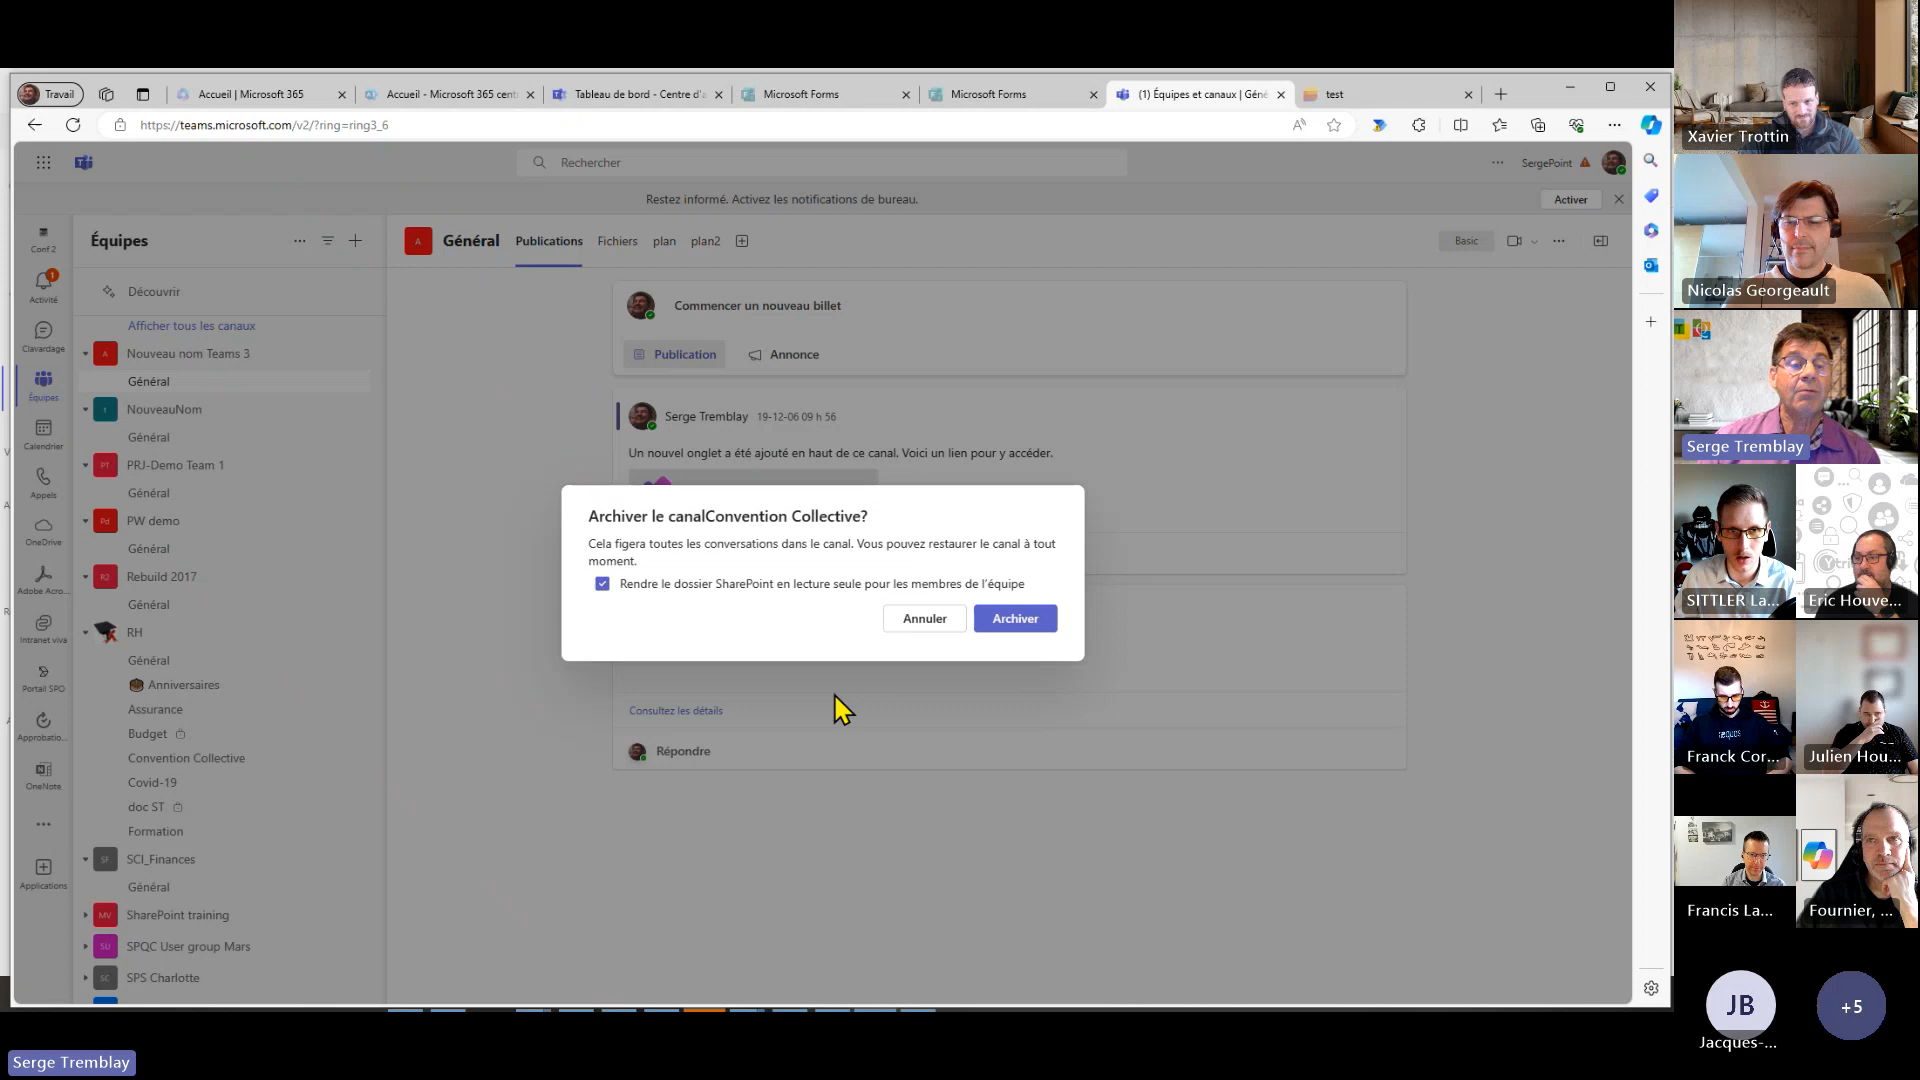 Travail
Accueil | Microsoft 365
Accueil - Microsoft 365 cent
Tableau de bord - Centre d'a
Microsoft Forms
Microsoft Forms
(1) Équipes et canaux | Géné
test
https://teams.microsoft.com/v2/?ring=ring3_6
Rechercher
SergePoint
Restez informé. Activez les notifications de bureau.
Activer
Conf 2
1
Activité
Clavardage
Équipes
Calendrier
Appels
OneDrive
Adobe Acro...
Intranet viva
Portail SPO
Approbatio...
OneNote
Applications
Équipes
Découvrir
Afficher tous les canaux
A Nouveau nom Teams 3
Général
t NouveauNom
Général
PT PRJ-Demo Team 1
Général
Pd PW demo
Général
R2 Rebuild 2017
Général
RH
Général
Anniversaires
Assurance
Budget
Convention Collective
Covid-19
doc ST
Formation
SF SCI_Finances
Général
MV SharePoint training
SU SPQC User group Mars
SC SPS Charlotte
A Général Publications Fichiers plan plan2
Basic
Commencer un nouveau billet
Publication
Annonce
Serge Tremblay 19-12-06 09 h 56
Un nouvel onglet a été ajouté en haut de ce canal. Voici un lien pour y accéder.
Archiver le canalConvention Collective?
Cela figera toutes les conversations dans le canal. Vous pouvez restaurer le canal à tout
moment.
Rendre le dossier SharePoint en lecture seule pour les membres de l'équipe
Annuler
Archiver
Consultez les détails
Répondre
Xavier Trottin
Nicolas Georgeault
Serge Tremblay
SITTLER La...
Eric Houve...
Franck Cor...
Julien Hou...
Francis La...
Fournier, ...
JB
Jacques-...
+5
Serge Tremblay